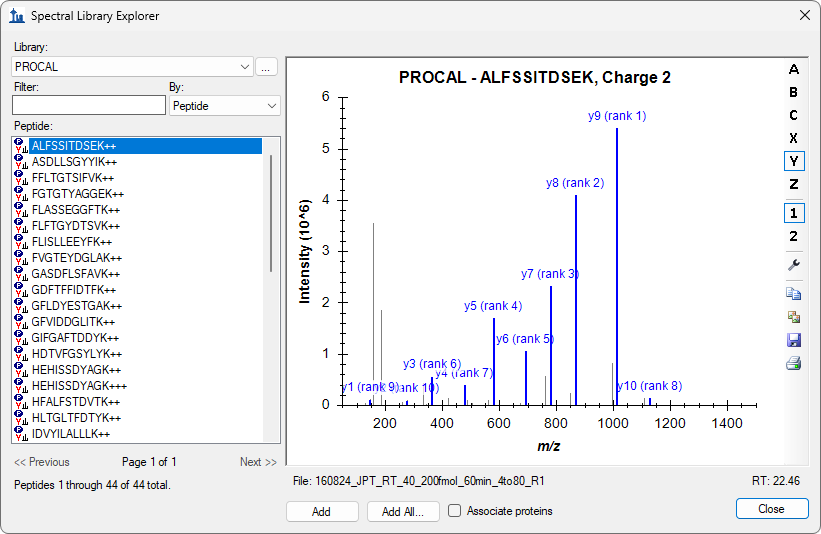 Spectral Library Explorer
Library:
PROCAL
...
Filter:
By:
Peptide
Peptide:
ALFSSITDSEK++
ASDLLSGYYIK++
FFLTGTSIFVK++
FGTGTYAGGEK++
FLASSEGGFTK++
FLFTGYDTSVK++
FLISLLEEYFK++
FVGTEYDGLAK++
GASDFLSFAVK++
GDFTFFIDTFK++
GFLDYESTGAK++
GFVIDDGLITK++
GIFGAFTDDYK++
HDTVFGSYLYK++
HEHISSDYAGK++
HEHISSDYAGK+++
HFALFSTDVTK++
HLTGLTFDTYK++
IDVYILALLLK++
<< Previous
Page 1 of 1
Next >>
Peptides 1 through 44 of 44 total.
PROCAL - ALFSSITDSEK, Charge 2
Intensity (10^6)
6
5
4
3
2
1
0
y9 (rank 1)
y8 (rank 2)
y7 (rank 3)
y5 (rank 4)
y6 (rank 5)
y3 (rank 6)
y4 (rank 7)
y1 (rank 9)
(rank 10)
y10 (rank 8)
200
400
600
800
1000
1200
1400
m/z
A
B
C
X
Y
Z
1
2
File: 160824_JPT_RT_40_200fmol_60min_4to80_R1
RT: 22.46
Add
Add All...
Associate proteins
Close